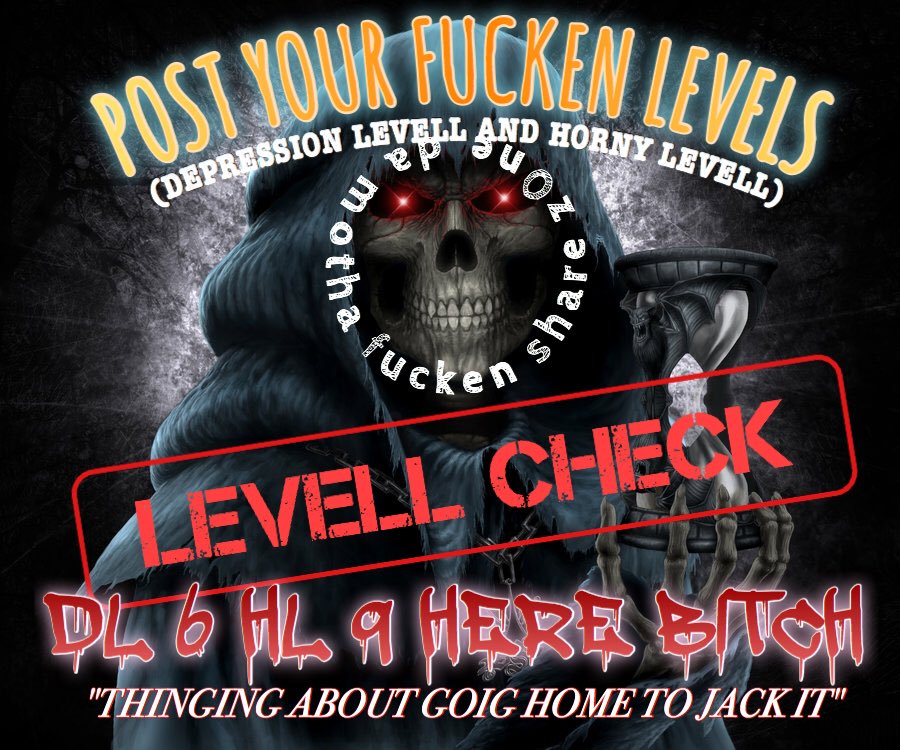 POST YOUR FUCKEN LEVELS
(DEPRESSION LEVELL AND HORNY LEVELL)
da motha fucken share zOne
LEVELL CHECK
DL 6 HL 9 HERE BITCH
"THINGING ABOUT GOIG HOME TO JACK IT"